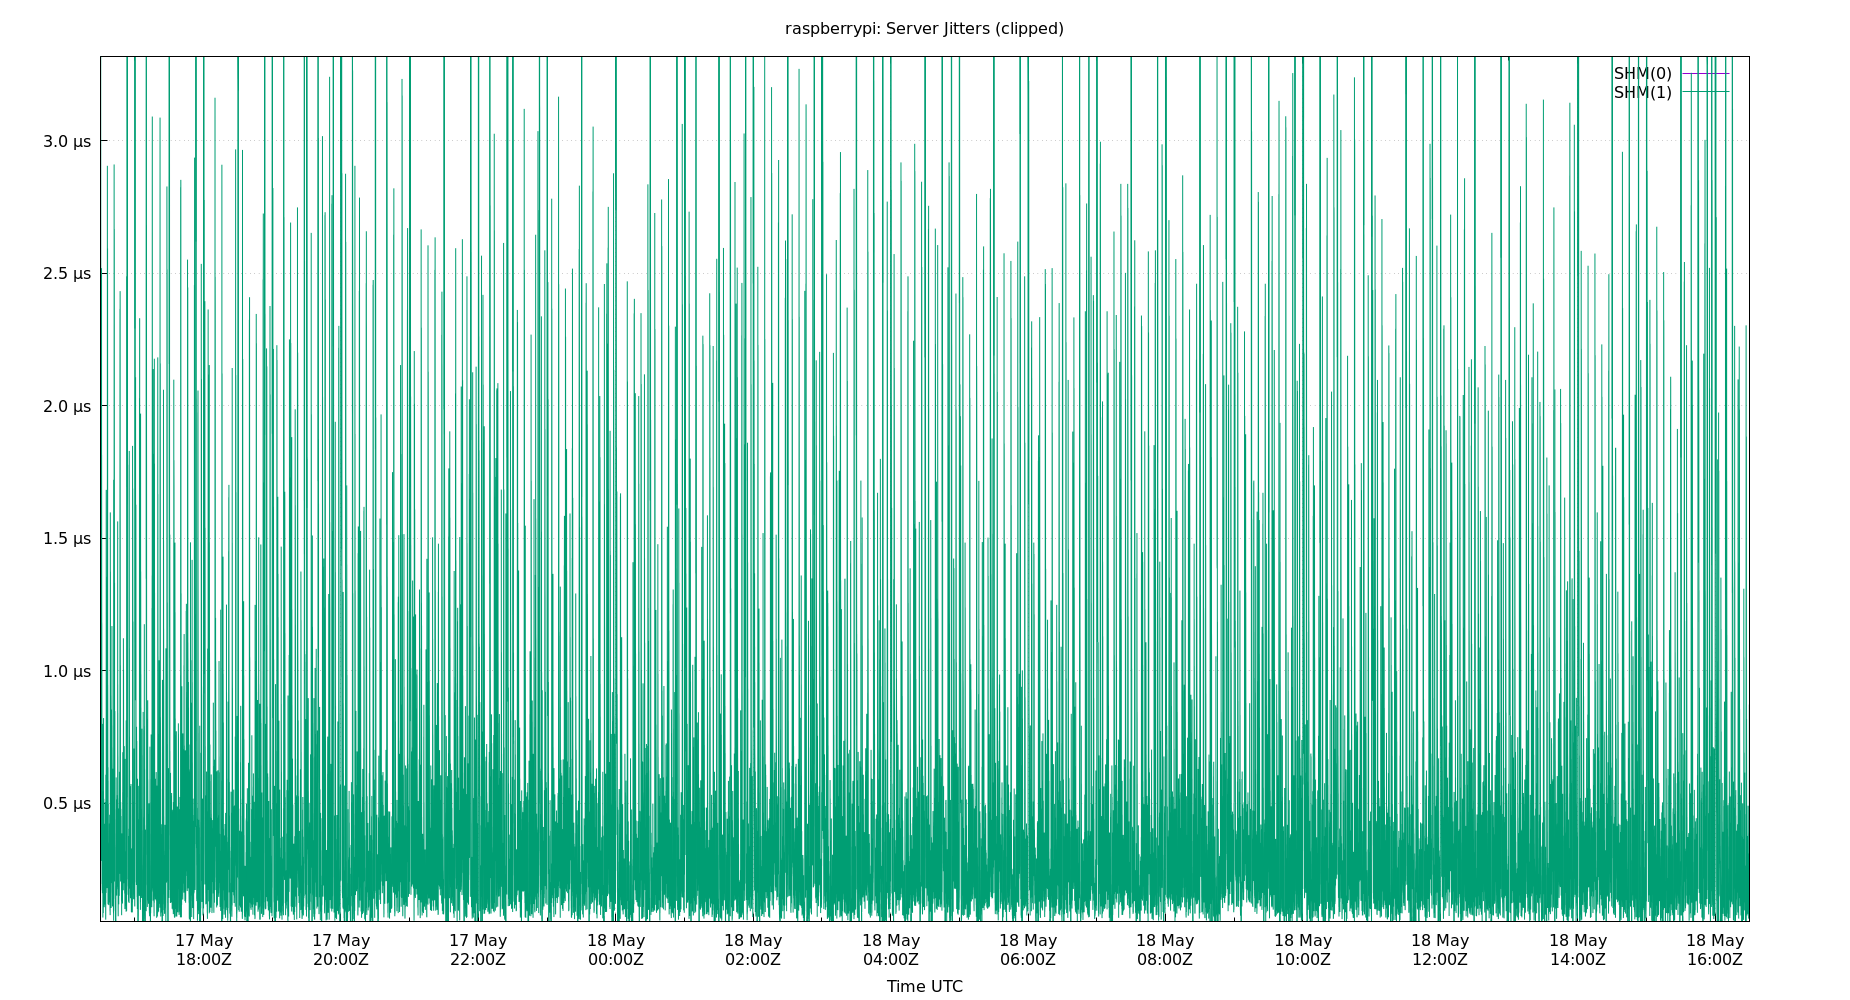 raspberrypi: Server Jitters (clipped)
SHM(0)
SHM(1)
3.0 µs
2.5 µs
2.0 µs
1.5 µs
1.0 µs
0.5 µs
17 May 17 May 17 May 18 May 18 May 18 May 18 May 18 May 18 May 18 May 18 May 18 May
18:00Z 20:00Z 22:00Z 00:00Z 02:00Z 04:00Z 06:00Z 08:00Z 10:00Z 12:00Z 14:00Z 16:00Z
Time UTC